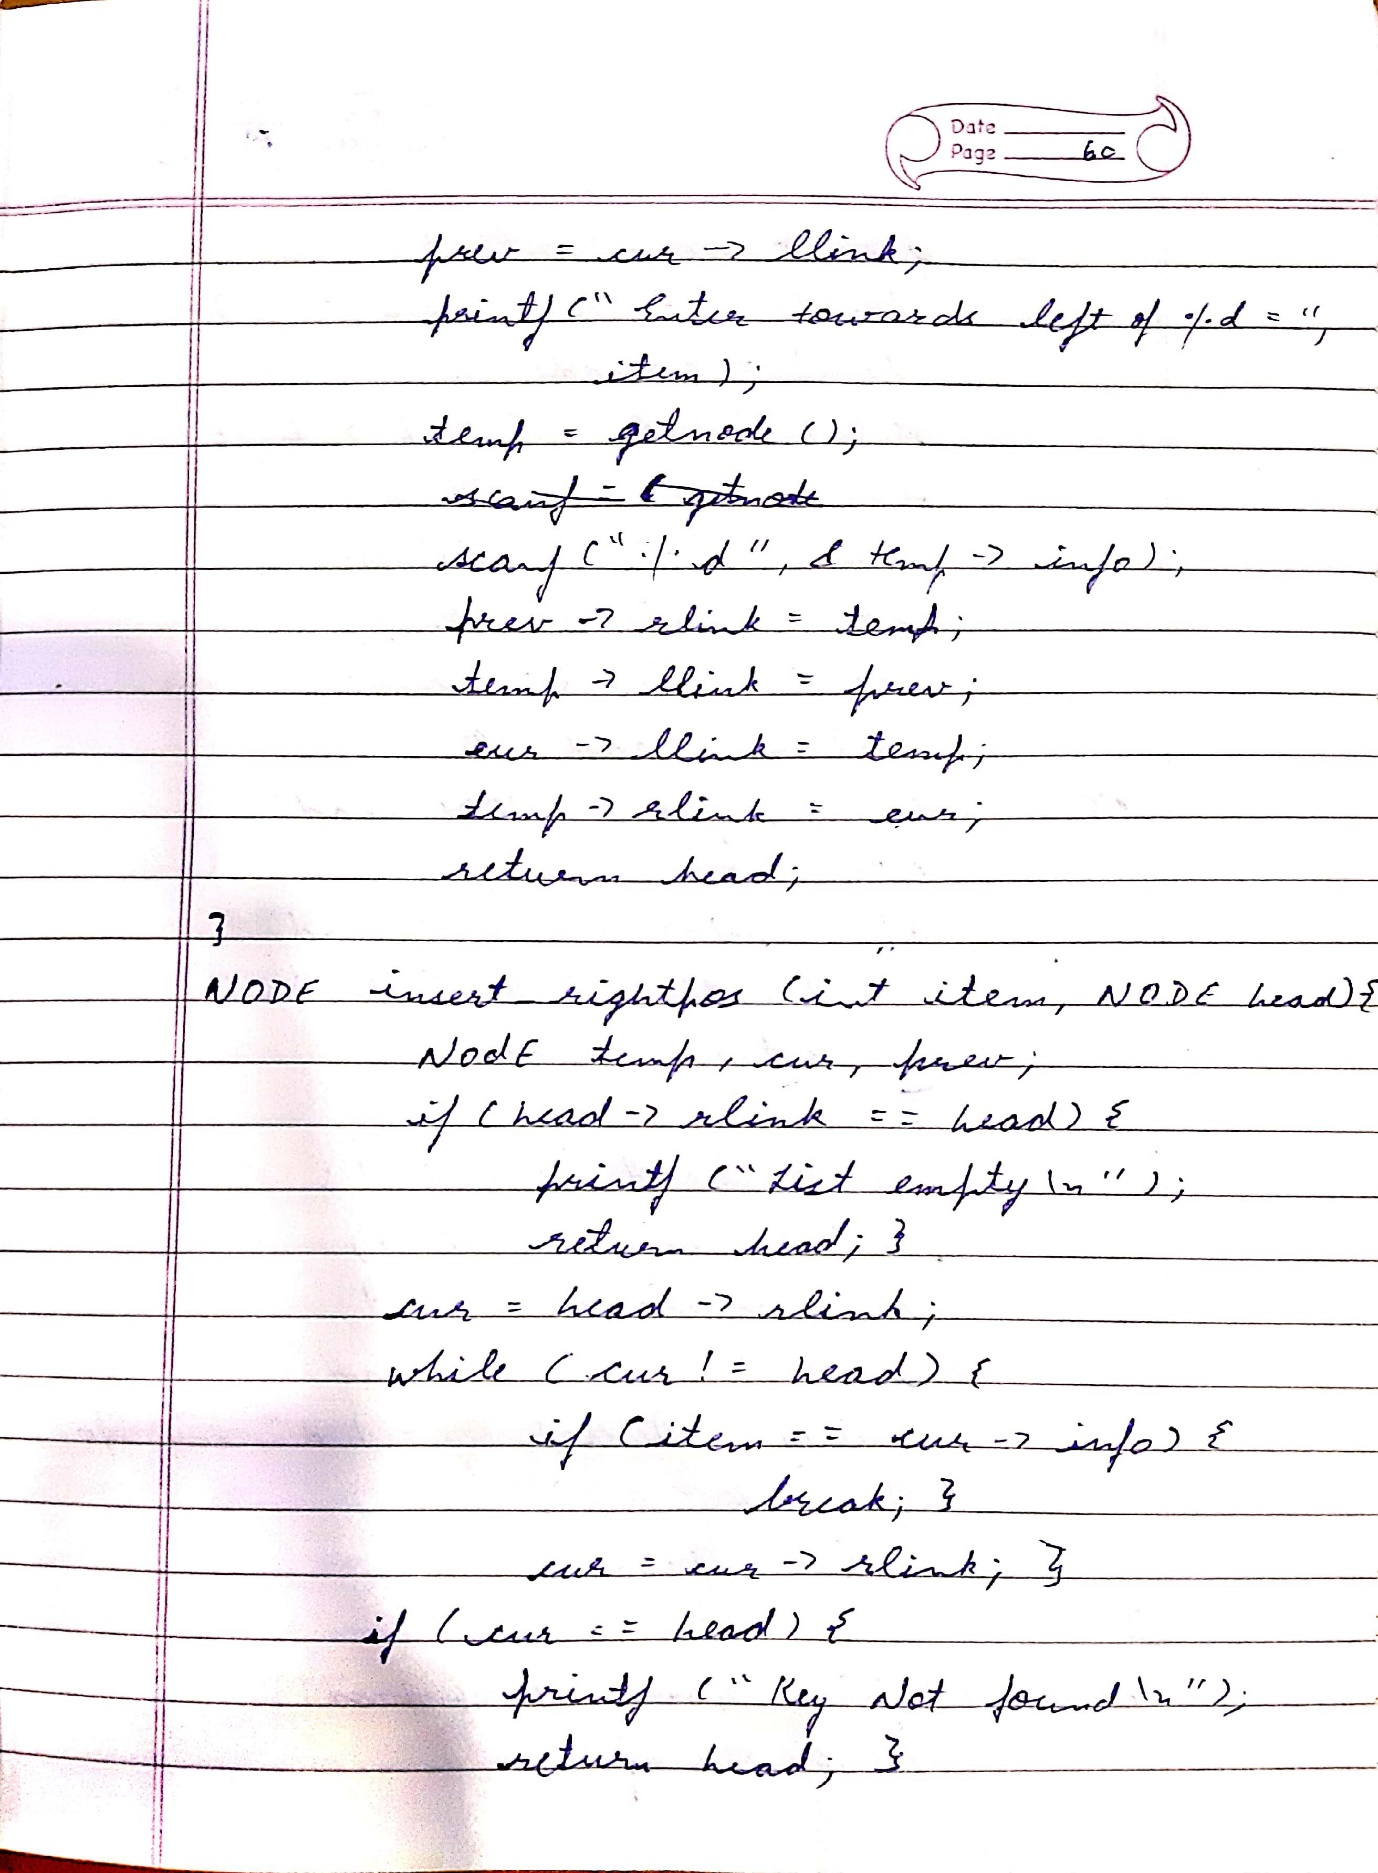 Date
Page 60
prev = cur -> llink;
printf ("Enter towards left of %d = ",
item);
temp = getnode ();
scanf = (getnode
scanf ("%d", & temp -> info);
prev -> rlink = temp;
temp -> llink = prev;
cur -> llink = temp;
temp -> rlink = cur;
return head;
}
NODE insert_rightpos (int item, NODE head){
NodE temp, cur, prev;
if (head -> rlink == head) {
printf ("List empty \n");
return head; }
cur = head -> rlink;
while (cur != head) {
if (item == cur -> info) {
break; }
cur = cur -> rlink; }
if (cur == head) {
printf ("Key Not found \n");
return head; }